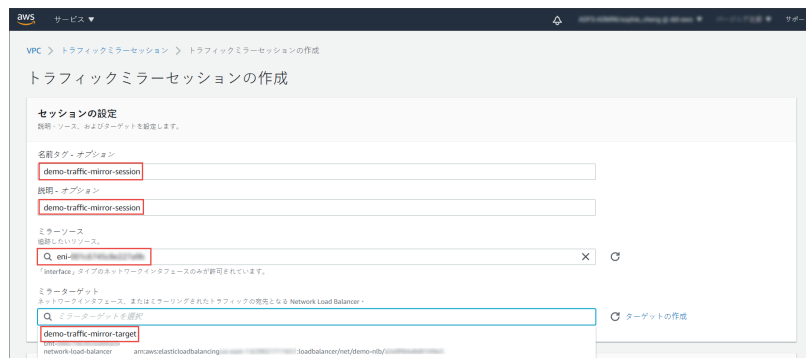 aws サービス サポー
VPC > トラフィックミラーセッション > トラフィックミラーセッションの作成
トラフィックミラーセッションの作成
セッションの設定
説明・ソース、およびターゲットを設定します。
名前タグ - オプション
demo-traffic-mirror-session
説明 - オプション
demo-traffic-mirror-session
ミラーソース
追跡したいリソース。
eni-
「interface」タイプのネットワークインタフェースのみが許可されています。
ミラーターゲット
ネットワークインタフェース、またはミラーリングされたトラフィックの宛先となる Network Load Balancer。
ミラーターゲットを選択 ターゲットの作成
demo-traffic-mirror-target
network-load-balancer arn:aws:elasticloadbalancing :loadbalancer/net/demo-nlb/